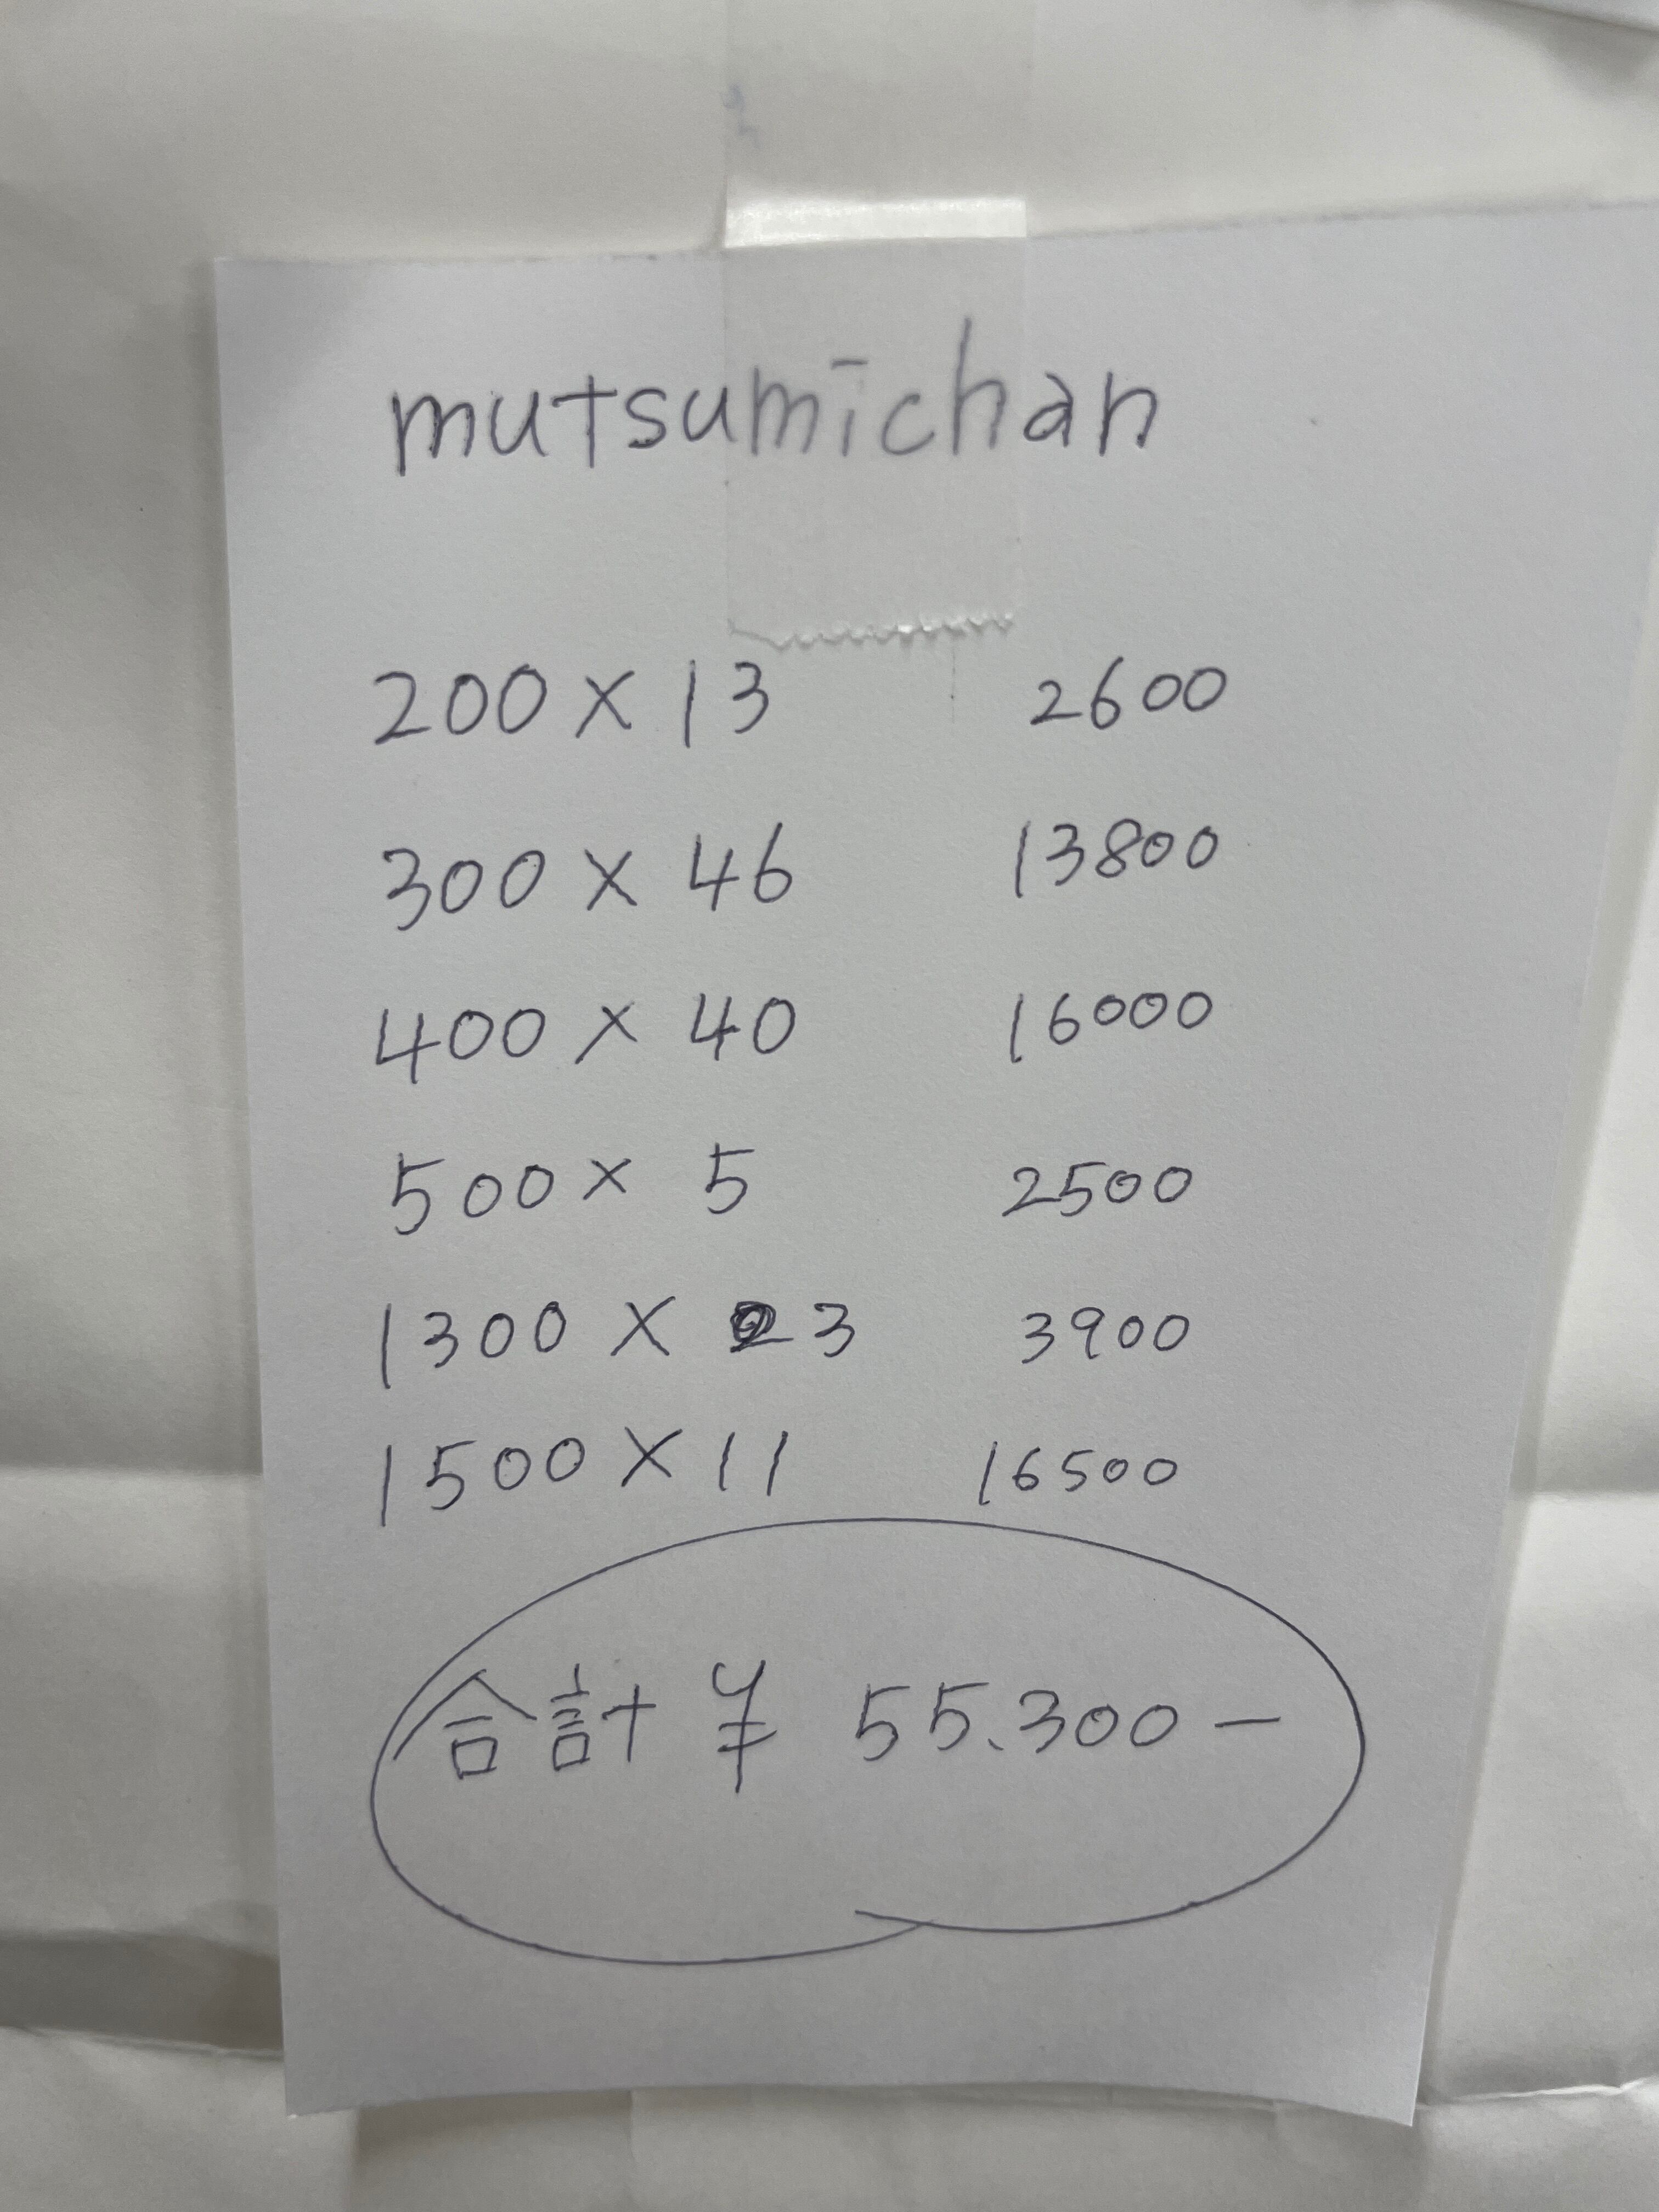 mutsumichan
200 × 13 2600
300 × 46 13800
400 × 40 16000
500 × 5 2500
1300 × 3 3900
1500 × 11 16500
合計 ¥ 55.300-